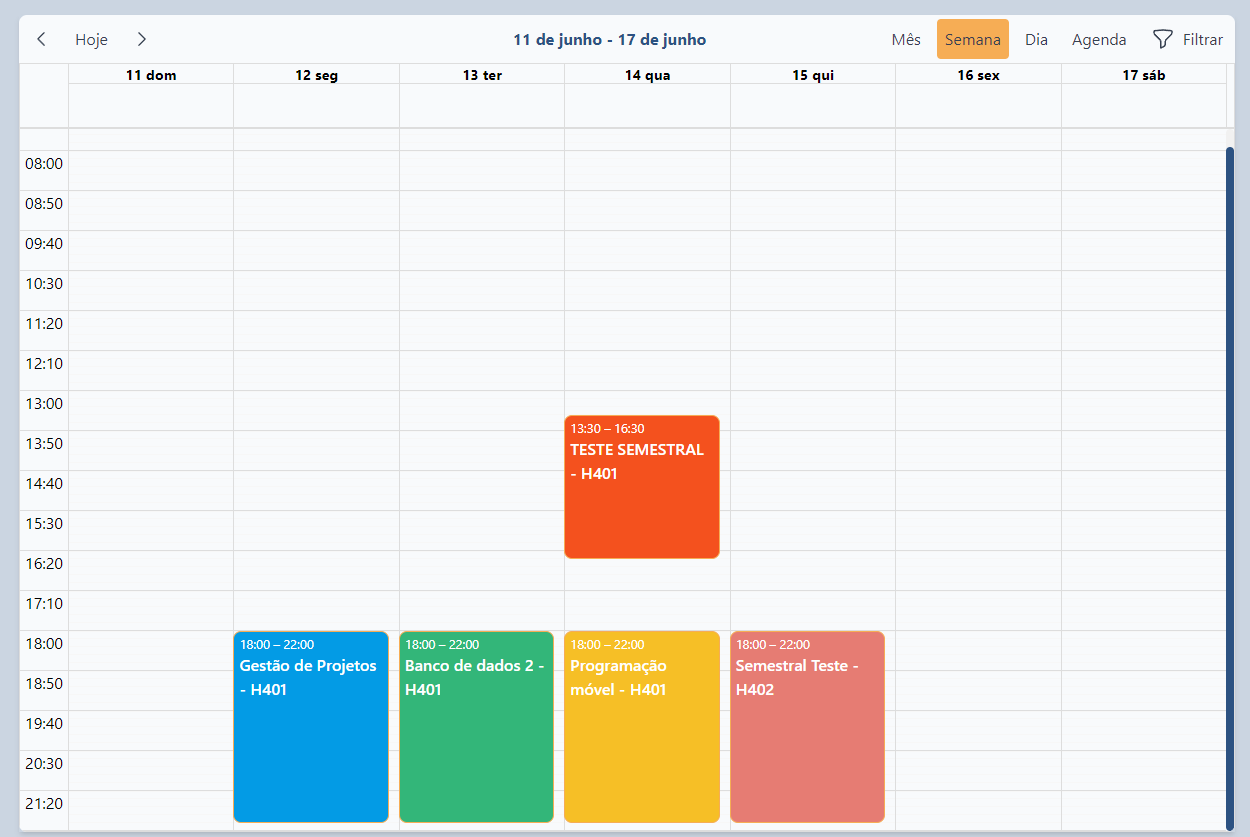 Hoje
11 de junho - 17 de junho
Mês Semana Dia Agenda Filtrar
11 dom 12 seg 13 ter 14 qua 15 qui 16 sex 17 sáb
08:00
08:50
09:40
10:30
11:20
12:10
13:00
13:30 – 16:30
TESTE SEMESTRAL
- H401
13:50
14:40
15:30
16:20
17:10
18:00
18:50
19:40
20:30
21:20
18:00 – 22:00
Gestão de Projetos
- H401
18:00 – 22:00
Banco de dados 2 -
H401
18:00 – 22:00
Programação
móvel - H401
18:00 – 22:00
Semestral Teste -
H402